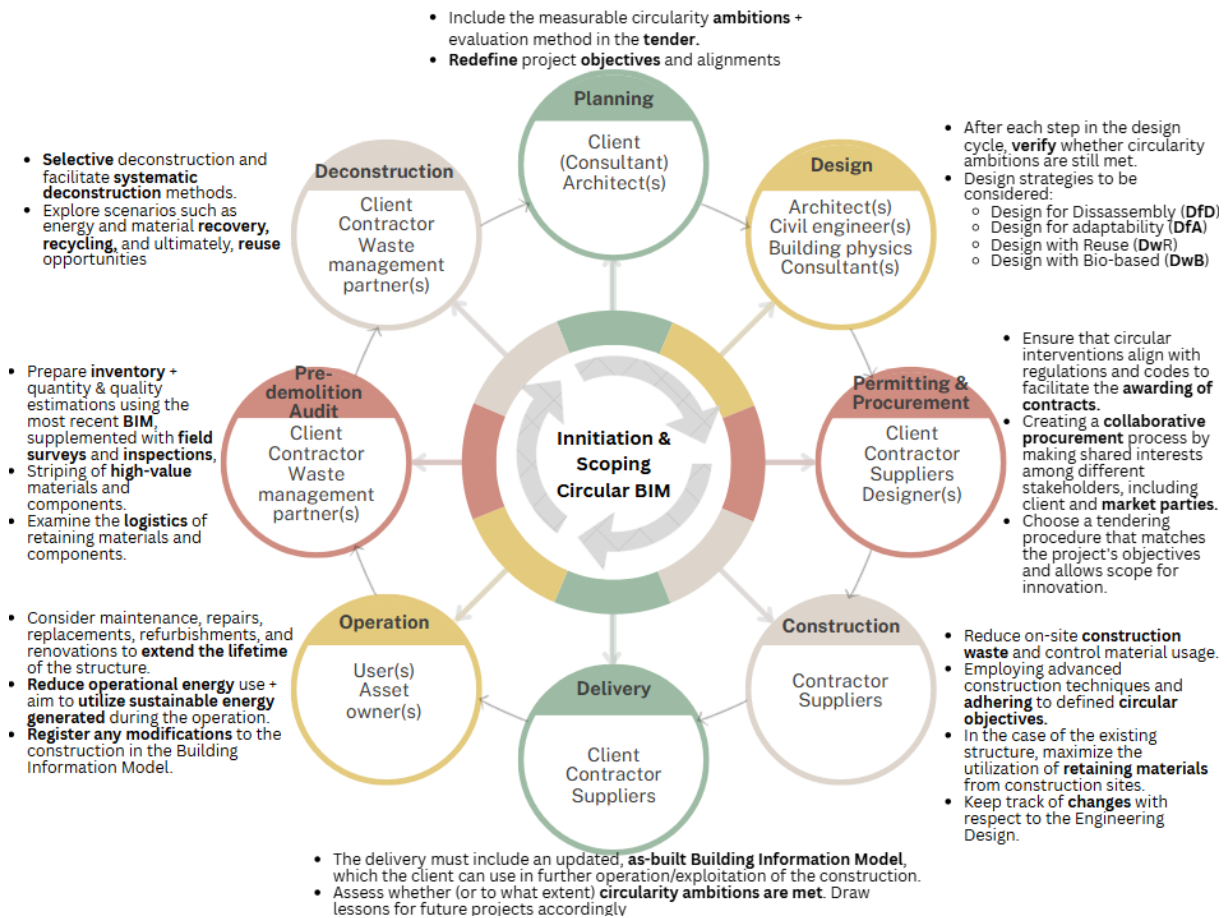 • Include the measurable circularity ambitions +
evaluation method in the tender.
• Redefine project objectives and alignments
Planning
Client
(Consultant)
Architect(s)
Design
Architect(s)
Civil engineer(s)
Building physics
Consultant(s)
• After each step in the design
cycle, verify whether circularity
ambitions are still met.
• Design strategies to be
considered:
○ Design for Dissassembly (DfD)
○ Design for adaptability (DfA)
○ Design with Reuse (DwR)
○ Design with Bio-based (DwB)
Permitting &
Procurement
Client
Contractor
Suppliers
Designer(s)
• Ensure that circular
interventions align with
regulations and codes to
facilitate the awarding of
contracts.
• Creating a collaborative
procurement process by
making shared interests
among different
stakeholders, including
client and market parties.
• Choose a tendering
procedure that matches
the project's objectives
and allows scope for
innovation.
Construction
Contractor
Suppliers
• Reduce on-site construction
waste and control material usage.
• Employing advanced
construction techniques and
adhering to defined circular
objectives.
• In the case of the existing
structure, maximize the
utilization of retaining materials
from construction sites.
• Keep track of changes with
respect to the Engineering
Design.
Delivery
Client
Contractor
Suppliers
• The delivery must include an updated, as-built Building Information Model,
which the client can use in further operation/exploitation of the construction.
• Assess whether (or to what extent) circularity ambitions are met. Draw
lessons for future projects accordingly
Operation
User(s)
Asset
owner(s)
• Consider maintenance, repairs,
replacements, refurbishments, and
renovations to extend the lifetime
of the structure.
• Reduce operational energy use +
aim to utilize sustainable energy
generated during the operation.
• Register any modifications to the
construction in the Building
Information Model.
Pre-
demolition
Audit
Client
Contractor
Waste
management
partner(s)
• Prepare inventory +
quantity & quality
estimations using the
most recent BIM,
supplemented with field
surveys and inspections,
• Striping of high-value
materials and
components.
• Examine the logistics of
retaining materials and
components.
Deconstruction
Client
Contractor
Waste
management
partner(s)
• Selective deconstruction and
facilitate systematic
deconstruction methods.
• Explore scenarios such as
energy and material recovery,
recycling, and ultimately, reuse
opportunities
Innitiation &
Scoping
Circular BIM